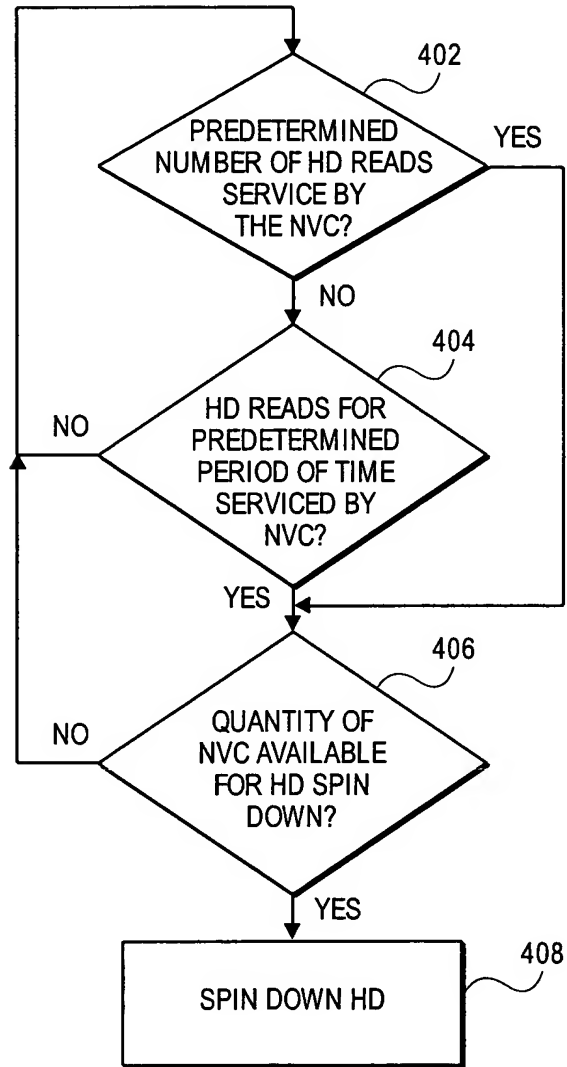 402
PREDETERMINED
NUMBER OF HD READS
SERVICE BY
THE NVC?
YES
NO
404
HD READS FOR
PREDETERMINED
PERIOD OF TIME
SERVICED BY
NVC?
NO
YES
406
QUANTITY OF
NVC AVAILABLE
FOR HD SPIN
DOWN?
NO
YES
408
SPIN DOWN HD